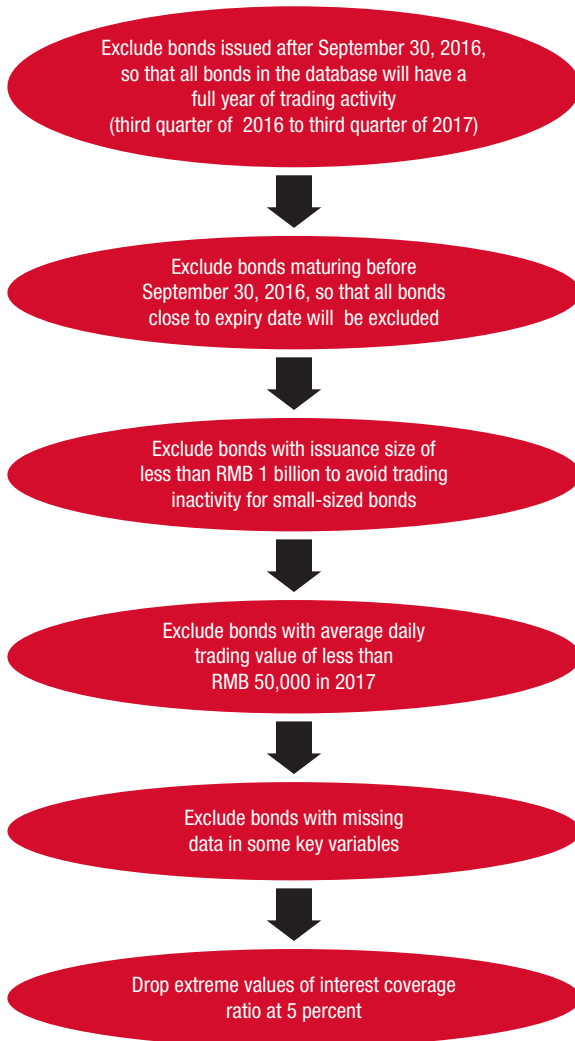 Exclude bonds issued after September 30, 2016,
so that all bonds in the database will have a
full year of trading activity
(third quarter of 2016 to third quarter of 2017)
Exclude bonds maturing before
September 30, 2016, so that all bonds
close to expiry date will be excluded
Exclude bonds with issuance size of
less than RMB 1 billion to avoid trading
inactivity for small-sized bonds
Exclude bonds with average daily
trading value of less than
RMB 50,000 in 2017
Exclude bonds with missing
data in some key variables
Drop extreme values of interest coverage
ratio at 5 percent